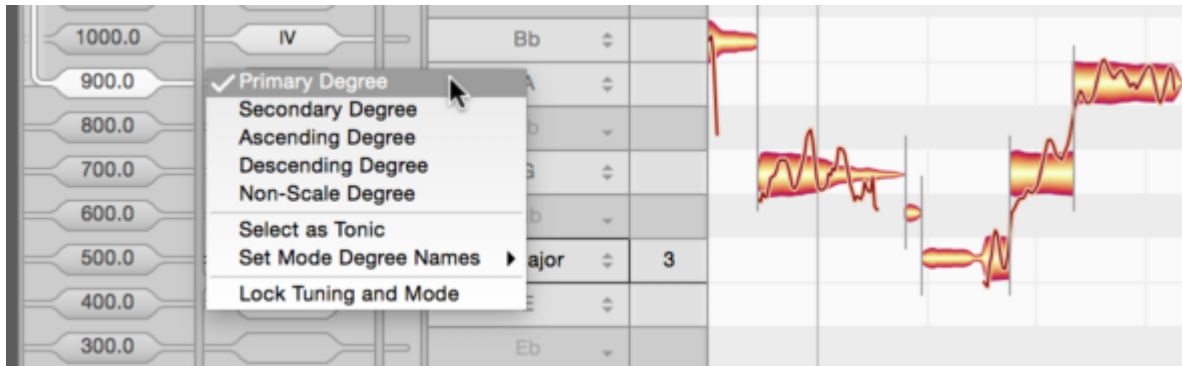 1000.0 IV Bb
900.0 A
Primary Degree
Secondary Degree
800.0
Ascending Degree
Descending Degree
700.0 G
Non-Scale Degree
600.0
Select as Tonic
Set Mode Degree Names
500.0 ajor 3
Lock Tuning and Mode
400.0 E
300.0 Eb